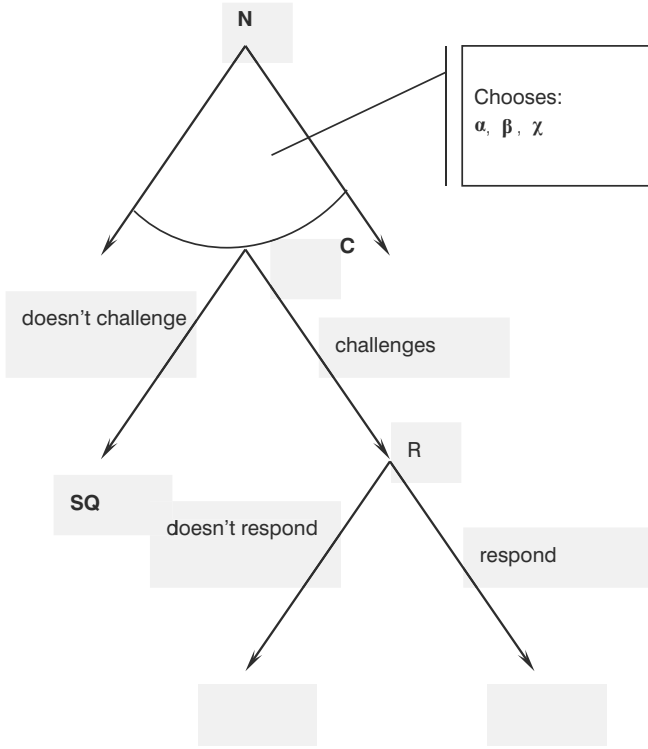 N
Chooses:
α, β, χ
C
doesn't challenge
challenges
R
SQ
doesn't respond
respond